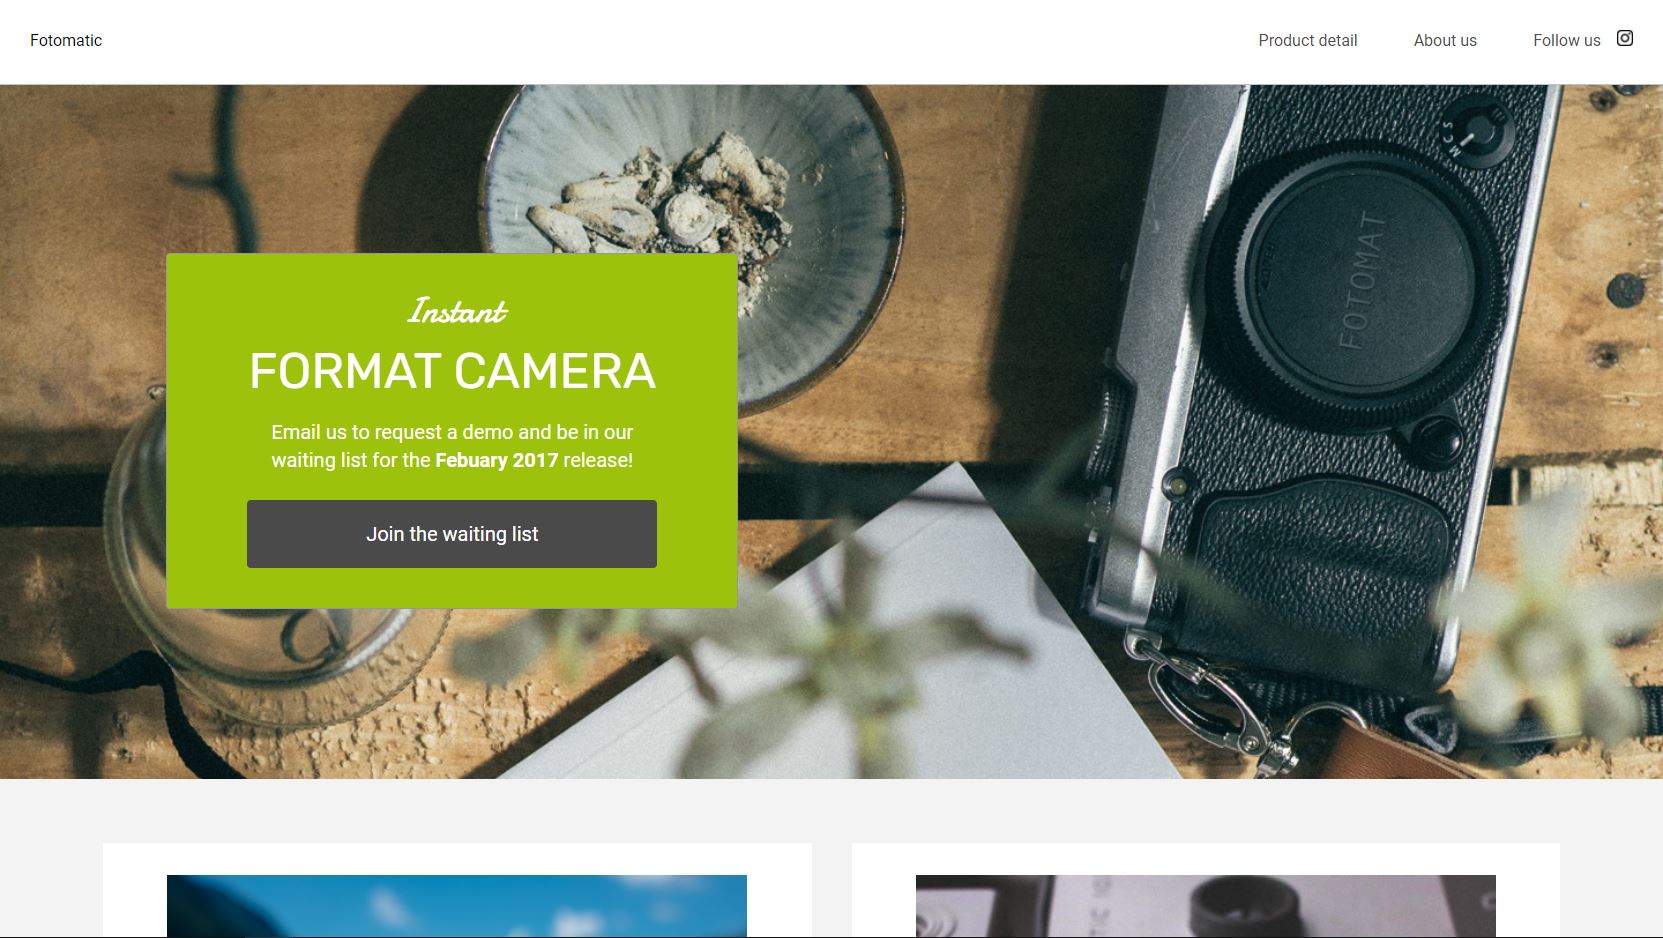 Fotomatic
Product detail
About us
Follow us
Instant
FORMAT CAMERA
Email us to request a demo and be in our
waiting list for the Febuary 2017 release!
Join the waiting list
FOTOMAT
M C S